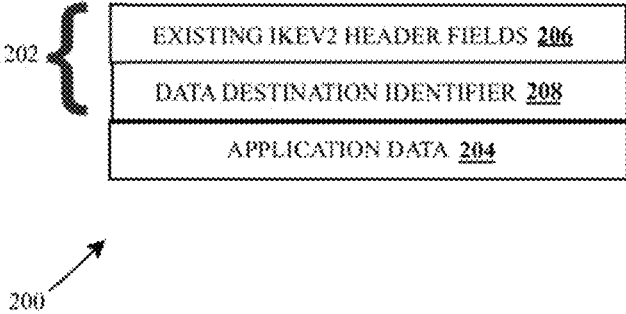 EXISTING IKEV2 HEADER FIELDS 206
202
DATA DESTINATION IDENTIFIER 208
APPLICATION DATA 204
200